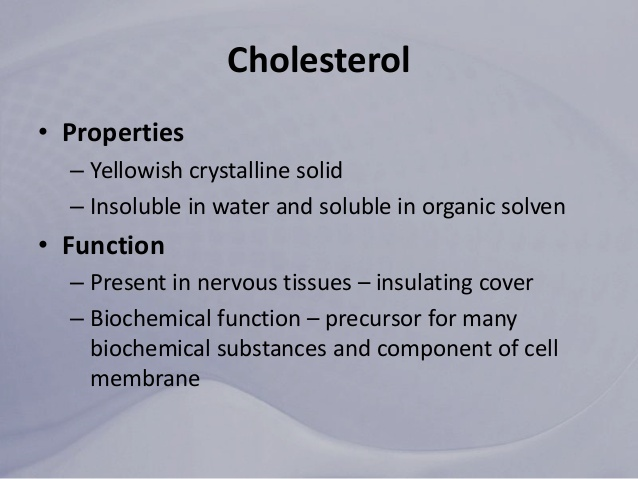 Cholesterol
• Properties
– Yellowish crystalline solid
– Insoluble in water and soluble in organic solven
• Function
– Present in nervous tissues – insulating cover
– Biochemical function – precursor for many
biochemical substances and component of cell
membrane